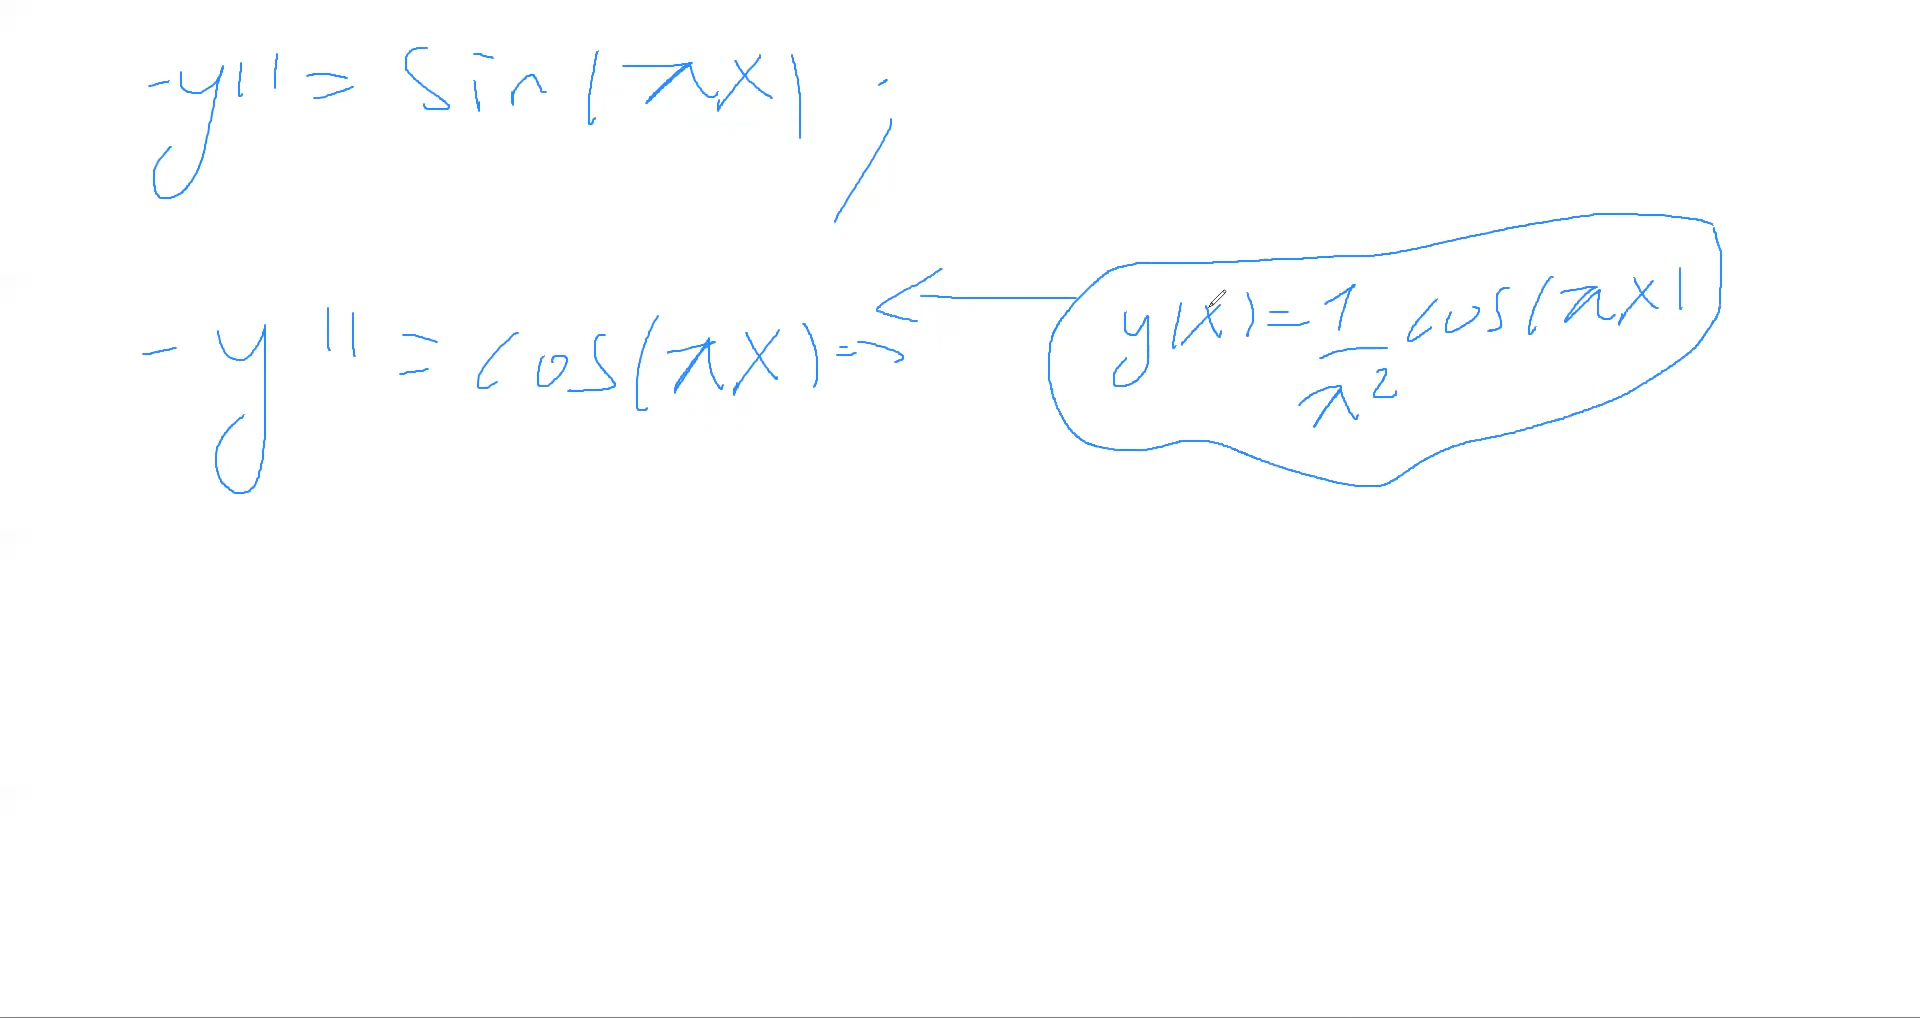 -y'' = sin(πx) ;
-y'' = cos(πx) => ← y(x) = 1/π² cos(πx)